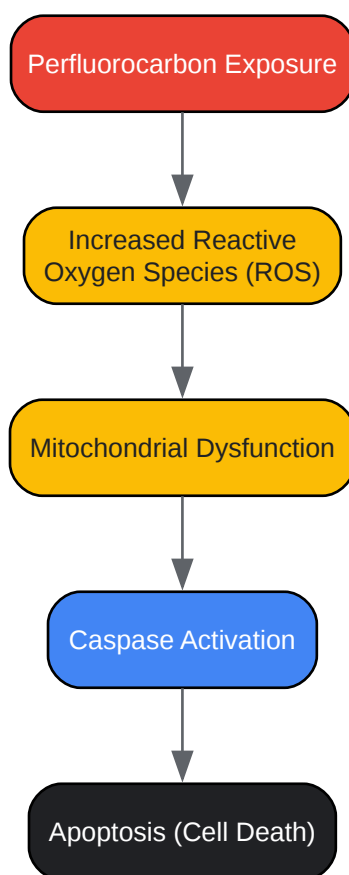 Perfluorocarbon Exposure
Increased Reactive
Oxygen Species (ROS)
Mitochondrial Dysfunction
Caspase Activation
Apoptosis (Cell Death)